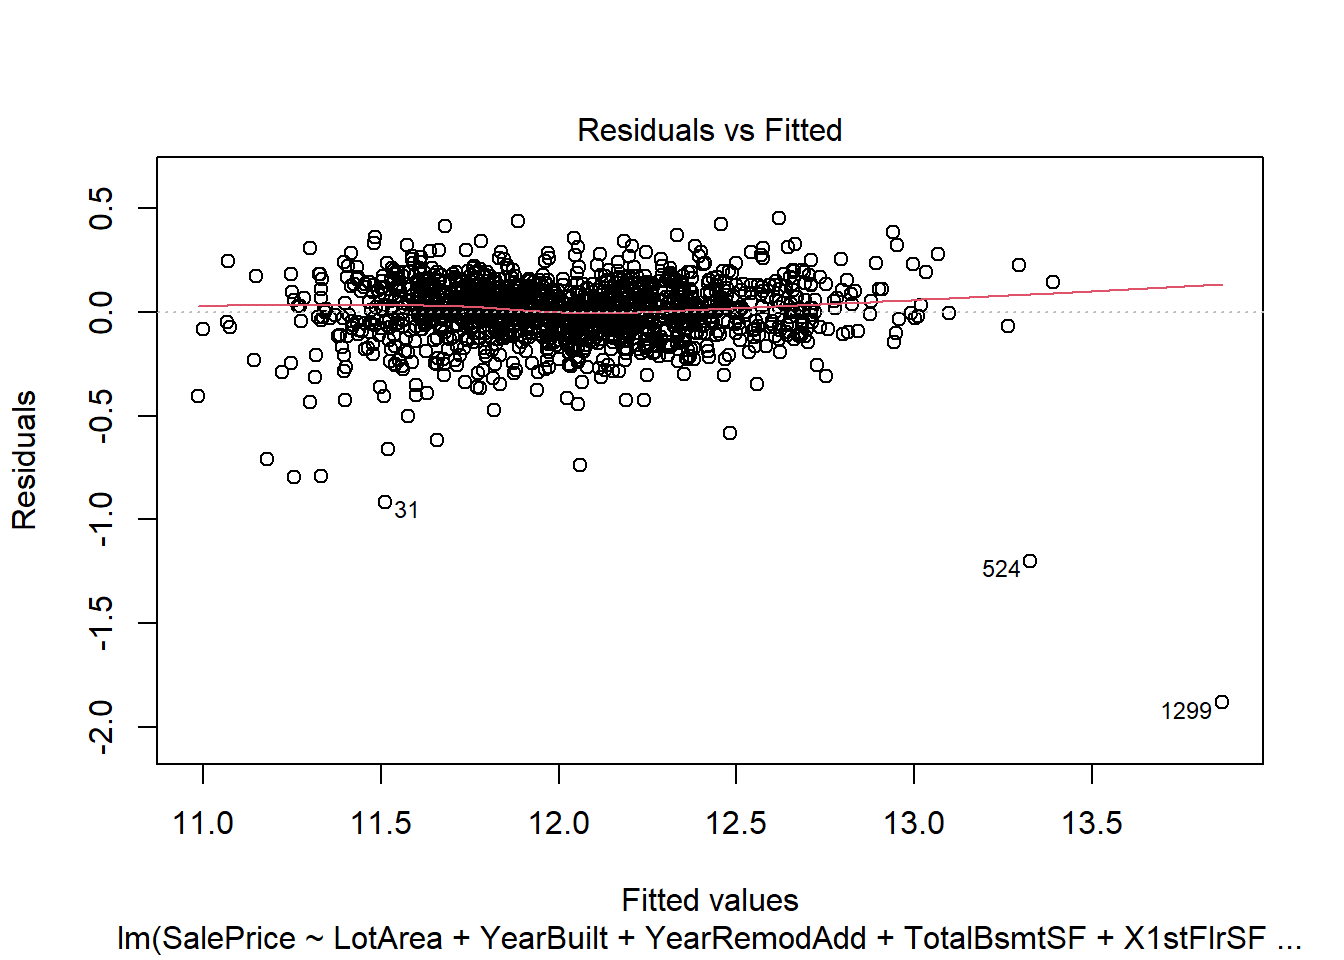 Residuals vs Fitted
0.5
0.0
-0.5
-1.0
-1.5
-2.0
Residuals
31
524
1299
11.0 11.5 12.0 12.5 13.0 13.5
Fitted values
lm(SalePrice ~ LotArea + YearBuilt + YearRemodAdd + TotalBsmtSF + X1stFlrSF ...